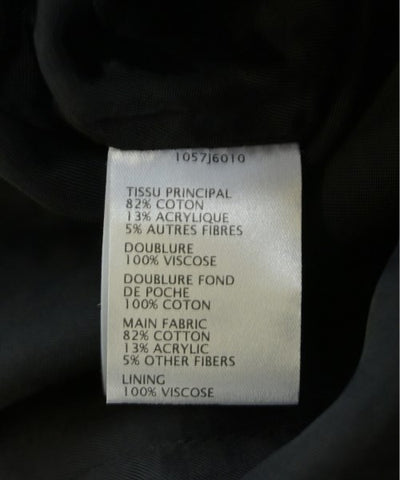 1057J6010
TISSU PRINCIPAL
82% COTON
13% ACRYLIQUE
5% AUTRES FIBRES
DOUBLURE
100% VISCOSE
DOUBLURE FOND
DE POCHE
100% COTON
MAIN FABRIC
82% COTTON
13% ACRYLIC
5% OTHER FIBERS
LINING
100% VISCOSE